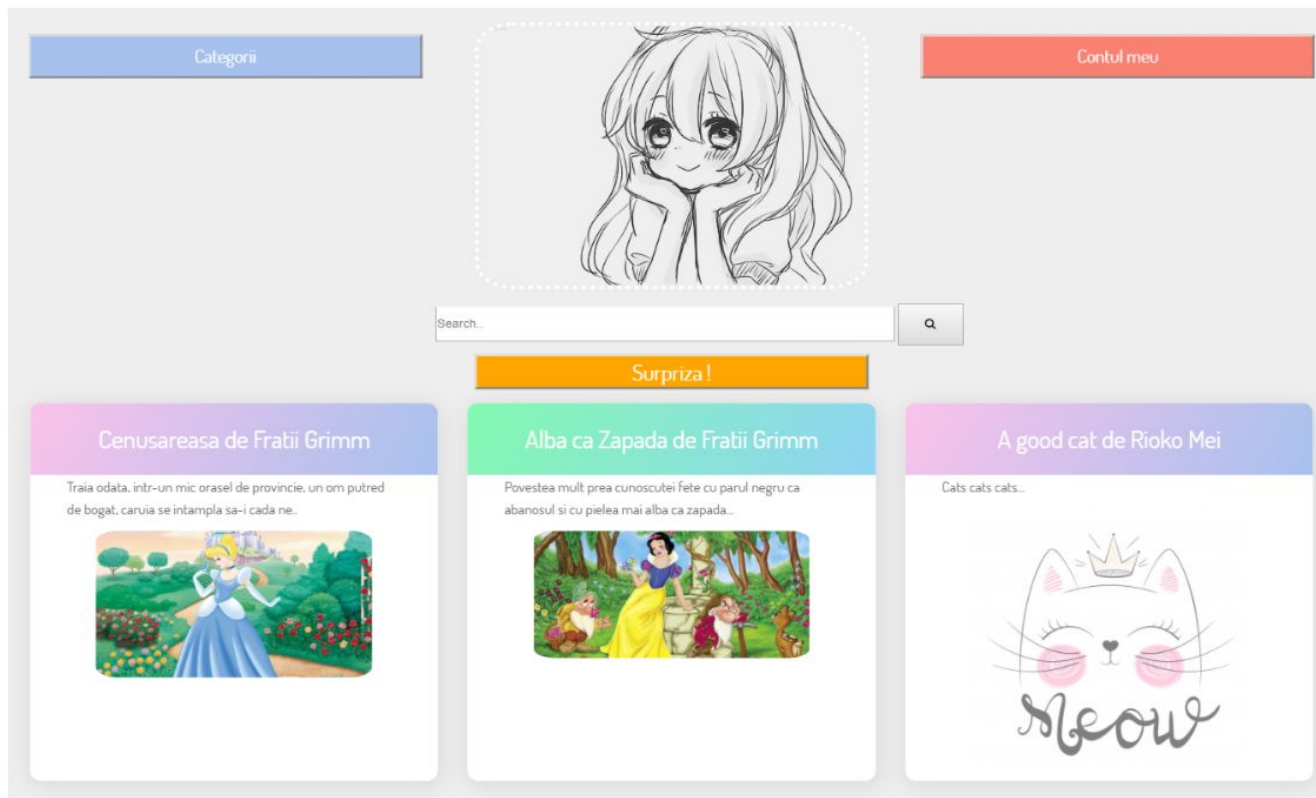 Categorii
Contul meu
Search..
Surpriza !
Cenusareasa de Fratii Grimm
Traia odata, intr-un mic orasel de provincie, un om putred
de bogat, caruia se intampla sa-i cada ne..
Alba ca Zapada de Fratii Grimm
Povestea mult prea cunoscutei fete cu parul negru ca
abanosul si cu pielea mai alba ca zapada...
A good cat de Rioko Mei
Cats cats cats...
Meow